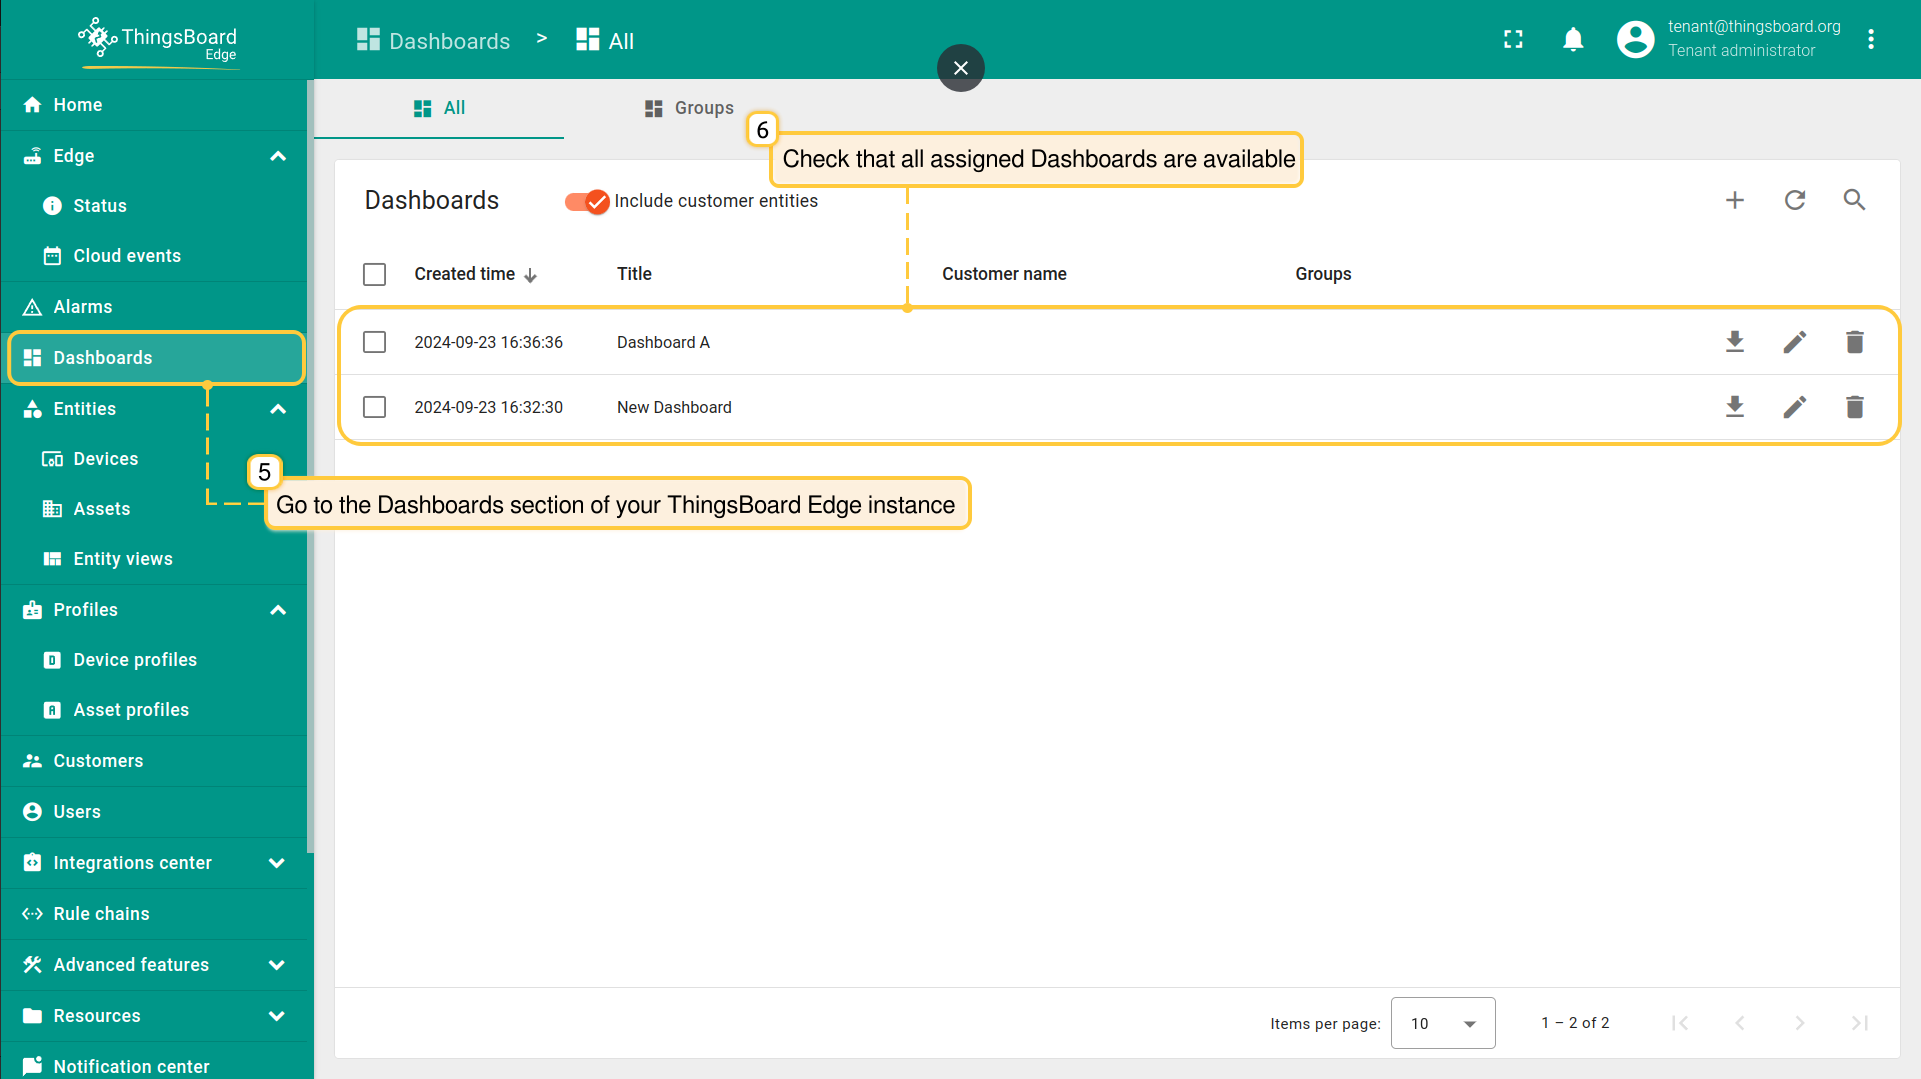 ThingsBoard
Edge
Dashboards > All
tenant@thingsboard.org
Tenant administrator
Home
Edge
Status
Cloud events
Alarms
Dashboards
Entities
Devices
Assets
Entity views
Profiles
Device profiles
Asset profiles
Customers
Users
Integrations center
Rule chains
Advanced features
Resources
Notification center
All
Groups
6
Check that all assigned Dashboards are available
Dashboards
Include customer entities
Created time Title Customer name Groups
2024-09-23 16:36:36 Dashboard A
2024-09-23 16:32:30 New Dashboard
5
Go to the Dashboards section of your ThingsBoard Edge instance
Items per page: 10 1 – 2 of 2